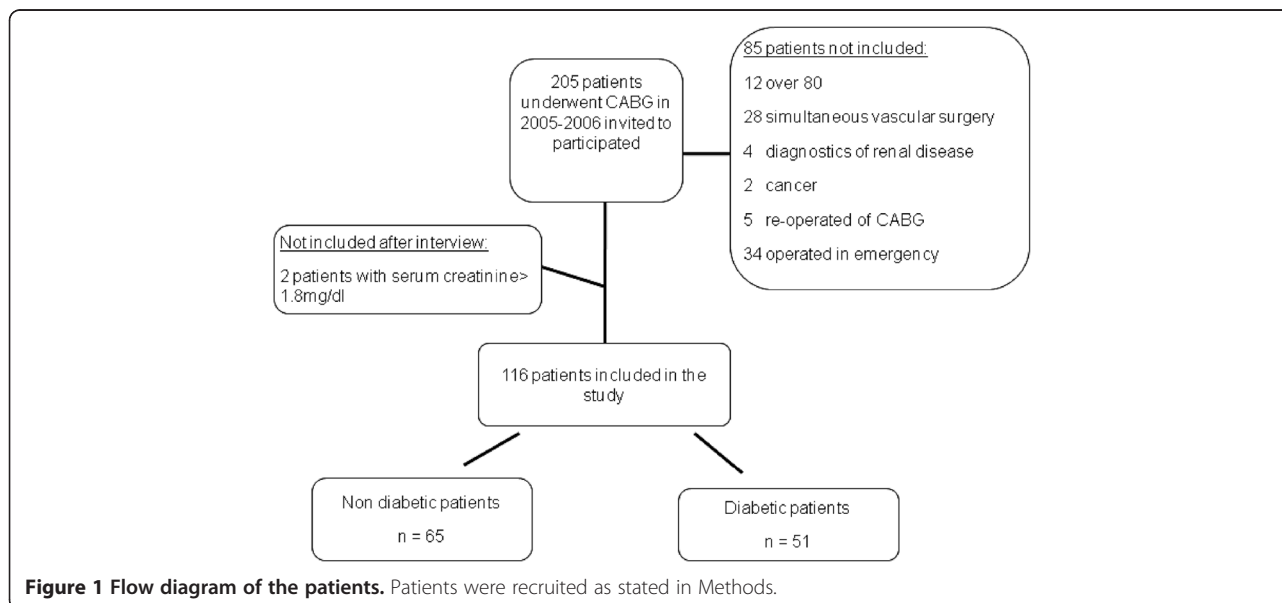 205 patients
underwent CABG in
2005-2006 invited to
participated
85 patients not included:
12 over 80
28 simultaneous vascular surgery
4 diagnostics of renal disease
2 cancer
5 re-operated of CABG
34 operated in emergency
Not included after interview:
2 patients with serum creatinine>
1.8mg/dl
116 patients included in the
study
Non diabetic patients
n = 65
Diabetic patients
n = 51
Figure 1 Flow diagram of the patients. Patients were recruited as stated in Methods.